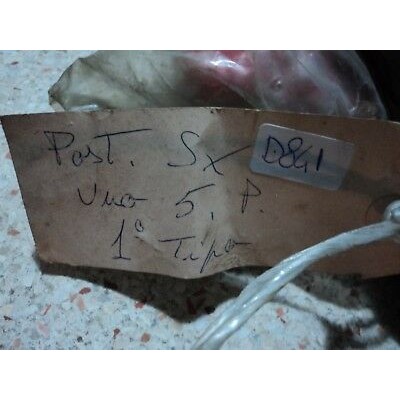 Post. Sx D841
Uno 5. P.
1° Tipo